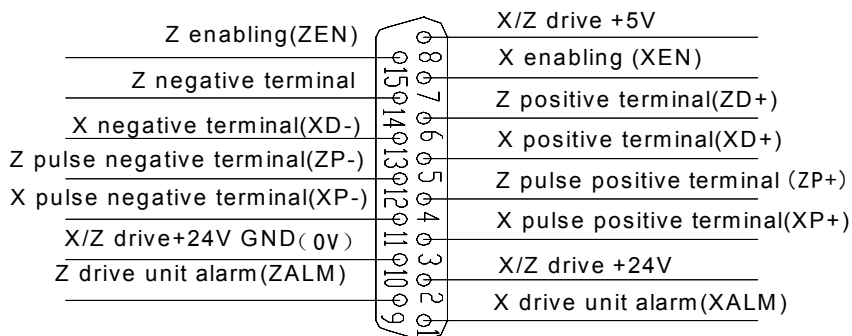 Z enabling(ZEN)
Z negative terminal
X negative terminal(XD-)
Z pulse negative terminal(ZP-)
X pulse negative terminal(XP-)
X/Z drive+24V GND(0V)
Z drive unit alarm(ZALM)
15
14
13
12
11
10
9
8
7
6
5
4
3
2
1
X/Z drive +5V
X enabling (XEN)
Z positive terminal(ZD+)
X positive terminal(XD+)
Z pulse positive terminal (ZP+)
X pulse positive terminal(XP+)
X/Z drive +24V
X drive unit alarm(XALM)